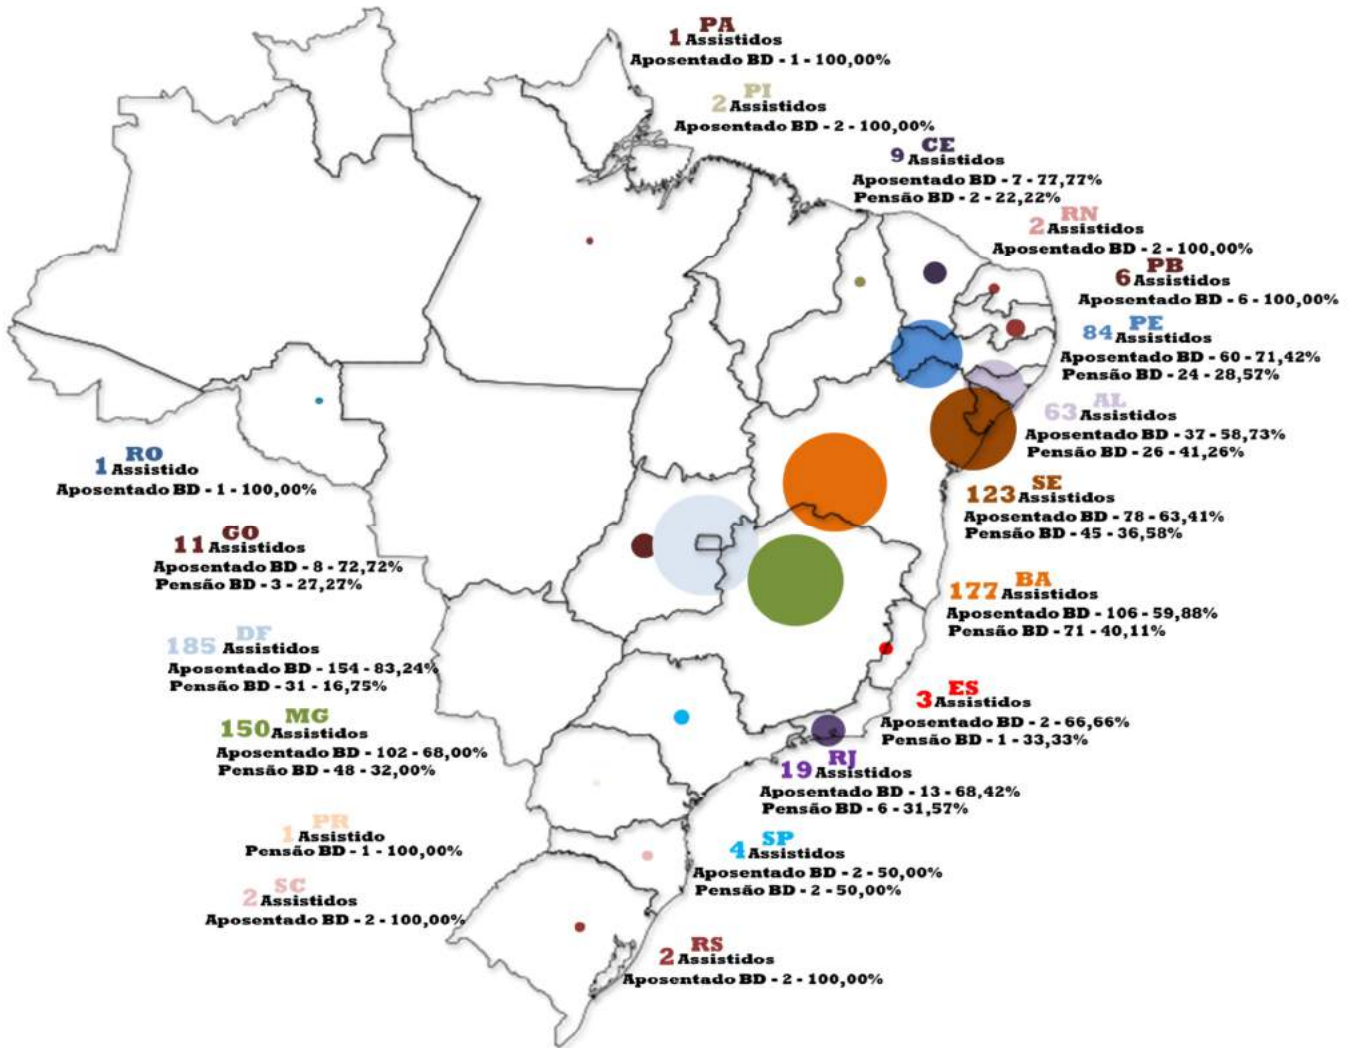 PA
1 Assistidos
Aposentado BD - 1 - 100,00%
PI
2 Assistidos
Aposentado BD - 2 - 100,00%
CE
9 Assistidos
Aposentado BD - 7 - 77,77%
Pensão BD - 2 - 22,22%
RN
2 Assistidos
Aposentado BD - 2 - 100,00%
PB
6 Assistidos
Aposentado BD - 6 - 100,00%
PE
84 Assistidos
Aposentado BD - 60 - 71,42%
Pensão BD - 24 - 28,57%
AL
63 Assistidos
Aposentado BD - 37 - 58,73%
Pensão BD - 26 - 41,26%
RO
1 Assistido
Aposentado BD - 1 - 100,00%
SE
123 Assistidos
Aposentado BD - 78 - 63,41%
Pensão BD - 45 - 36,58%
GO
11 Assistidos
Aposentado BD - 8 - 72,72%
Pensão BD - 3 - 27,27%
BA
177 Assistidos
Aposentado BD - 106 - 59,88%
Pensão BD - 71 - 40,11%
DF
185 Assistidos
Aposentado BD - 154 - 83,24%
Pensão BD - 31 - 16,75%
ES
3 Assistidos
Aposentado BD - 2 - 66,66%
Pensão BD - 1 - 33,33%
MG
150 Assistidos
Aposentado BD - 102 - 68,00%
Pensão BD - 48 - 32,00%
RJ
19 Assistidos
Aposentado BD - 13 - 68,42%
Pensão BD - 6 - 31,57%
PR
1 Assistido
Pensão BD - 1 - 100,00%
SP
4 Assistidos
Aposentado BD - 2 - 50,00%
Pensão BD - 2 - 50,00%
SC
2 Assistidos
Aposentado BD - 2 - 100,00%
RS
2 Assistidos
Aposentado BD - 2 - 100,00%